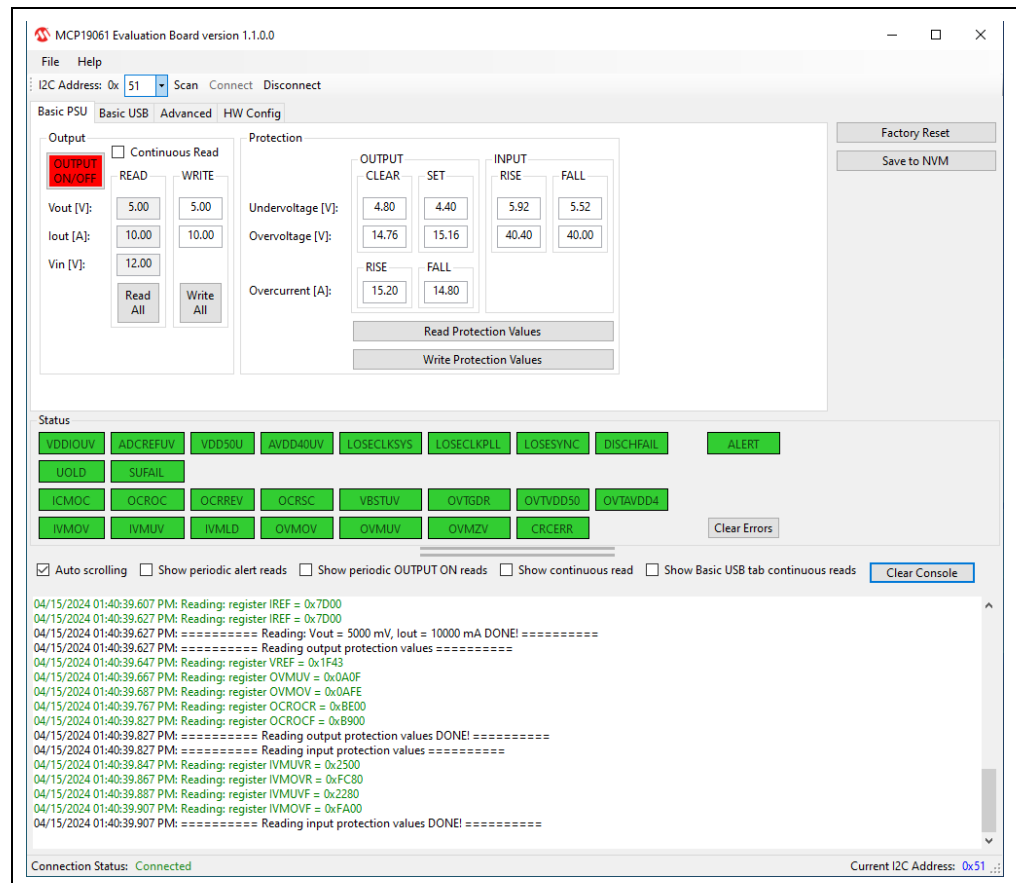 MCP19061 Evaluation Board version 1.1.0.0
File Help
I2C Address: 0x 51 Scan Connect Disconnect
Basic PSU Basic USB Advanced HW Config
Factory Reset
Save to NVM
Output
OUTPUT ON/OFF
Continuous Read
READ WRITE
Vout [V]: 5.00 5.00
Iout [A]: 10.00 10.00
Vin [V]: 12.00
Read All
Write All
Protection
OUTPUT INPUT
CLEAR SET RISE FALL
Undervoltage [V]: 4.80 4.40 5.92 5.52
Overvoltage [V]: 14.76 15.16 40.40 40.00
RISE FALL
Overcurrent [A]: 15.20 14.80
Read Protection Values
Write Protection Values
Status
VDDIOUV ADCREFUV VDD50U AVDD40UV LOSECLKSYS LOSECLKPLL LOSESYNC DISCHFAIL ALERT
UOLD SUFAIL
ICMOC OCROC OCRREV OCRSC VBSTUV OVTGDR OVTVDD50 OVTAVDD4
IVMOV IVMUV IVMLD OVMOV OVMUV OVMZV CRCERR Clear Errors
Auto scrolling Show periodic alert reads Show periodic OUTPUT ON reads Show continuous read Show Basic USB tab continuous reads Clear Console
04/15/2024 01:40:39.607 PM: Reading: register IREF = 0x7D00
04/15/2024 01:40:39.627 PM: Reading: register IREF = 0x7D00
04/15/2024 01:40:39.627 PM: ========== Reading: Vout = 5000 mV, Iout = 10000 mA DONE! ==========
04/15/2024 01:40:39.627 PM: ========== Reading output protection values ==========
04/15/2024 01:40:39.647 PM: Reading: register VREF = 0x1F43
04/15/2024 01:40:39.667 PM: Reading: register OVMUV = 0x0A0F
04/15/2024 01:40:39.687 PM: Reading: register OVMOV = 0x0AFE
04/15/2024 01:40:39.767 PM: Reading: register OCROCR = 0xBE00
04/15/2024 01:40:39.827 PM: Reading: register OCROCF = 0xB900
04/15/2024 01:40:39.827 PM: ========== Reading output protection values DONE! ==========
04/15/2024 01:40:39.827 PM: ========== Reading input protection values ==========
04/15/2024 01:40:39.847 PM: Reading: register IVMUVR = 0x2500
04/15/2024 01:40:39.867 PM: Reading: register IVMOVR = 0xFC80
04/15/2024 01:40:39.887 PM: Reading: register IVMUVF = 0x2280
04/15/2024 01:40:39.907 PM: Reading: register IVMOVF = 0xFA00
04/15/2024 01:40:39.907 PM: ========== Reading input protection values DONE! ==========
Connection Status: Connected
Current I2C Address: 0x51